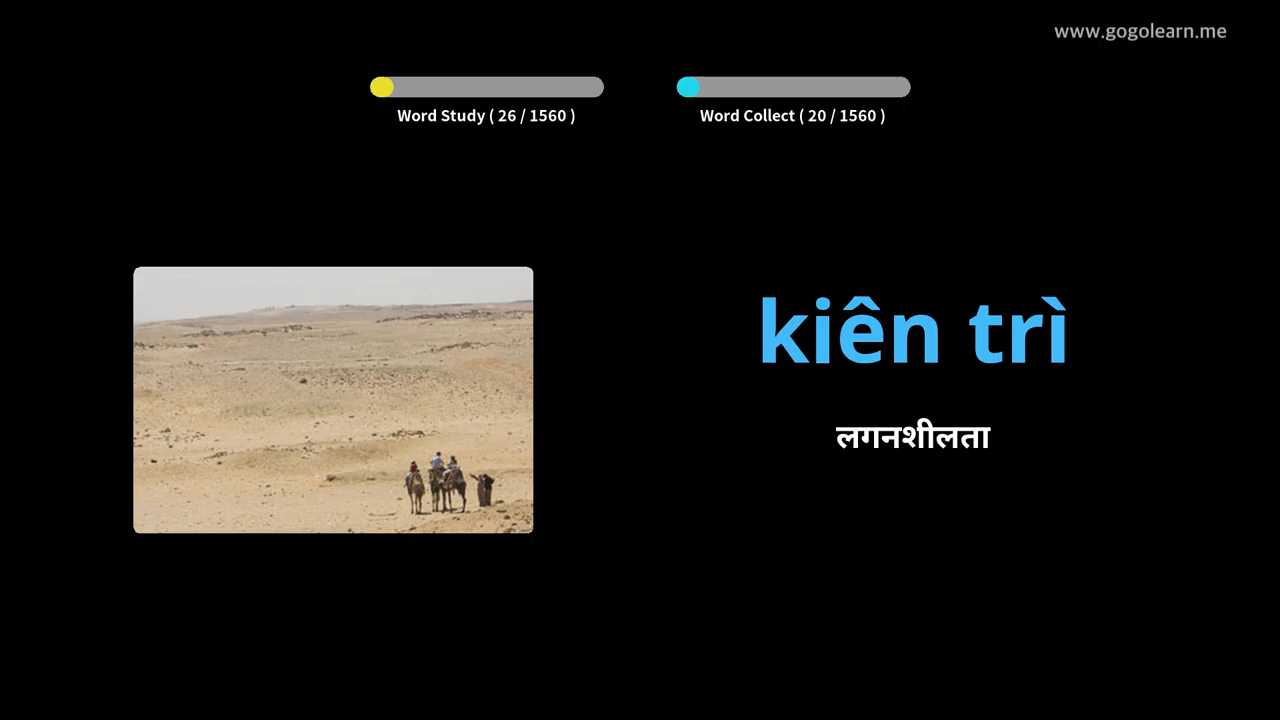 www.gogolearn.me
Word Study ( 26 / 1560 )
Word Collect ( 20 / 1560 )
kiên trì
लगनशीलता